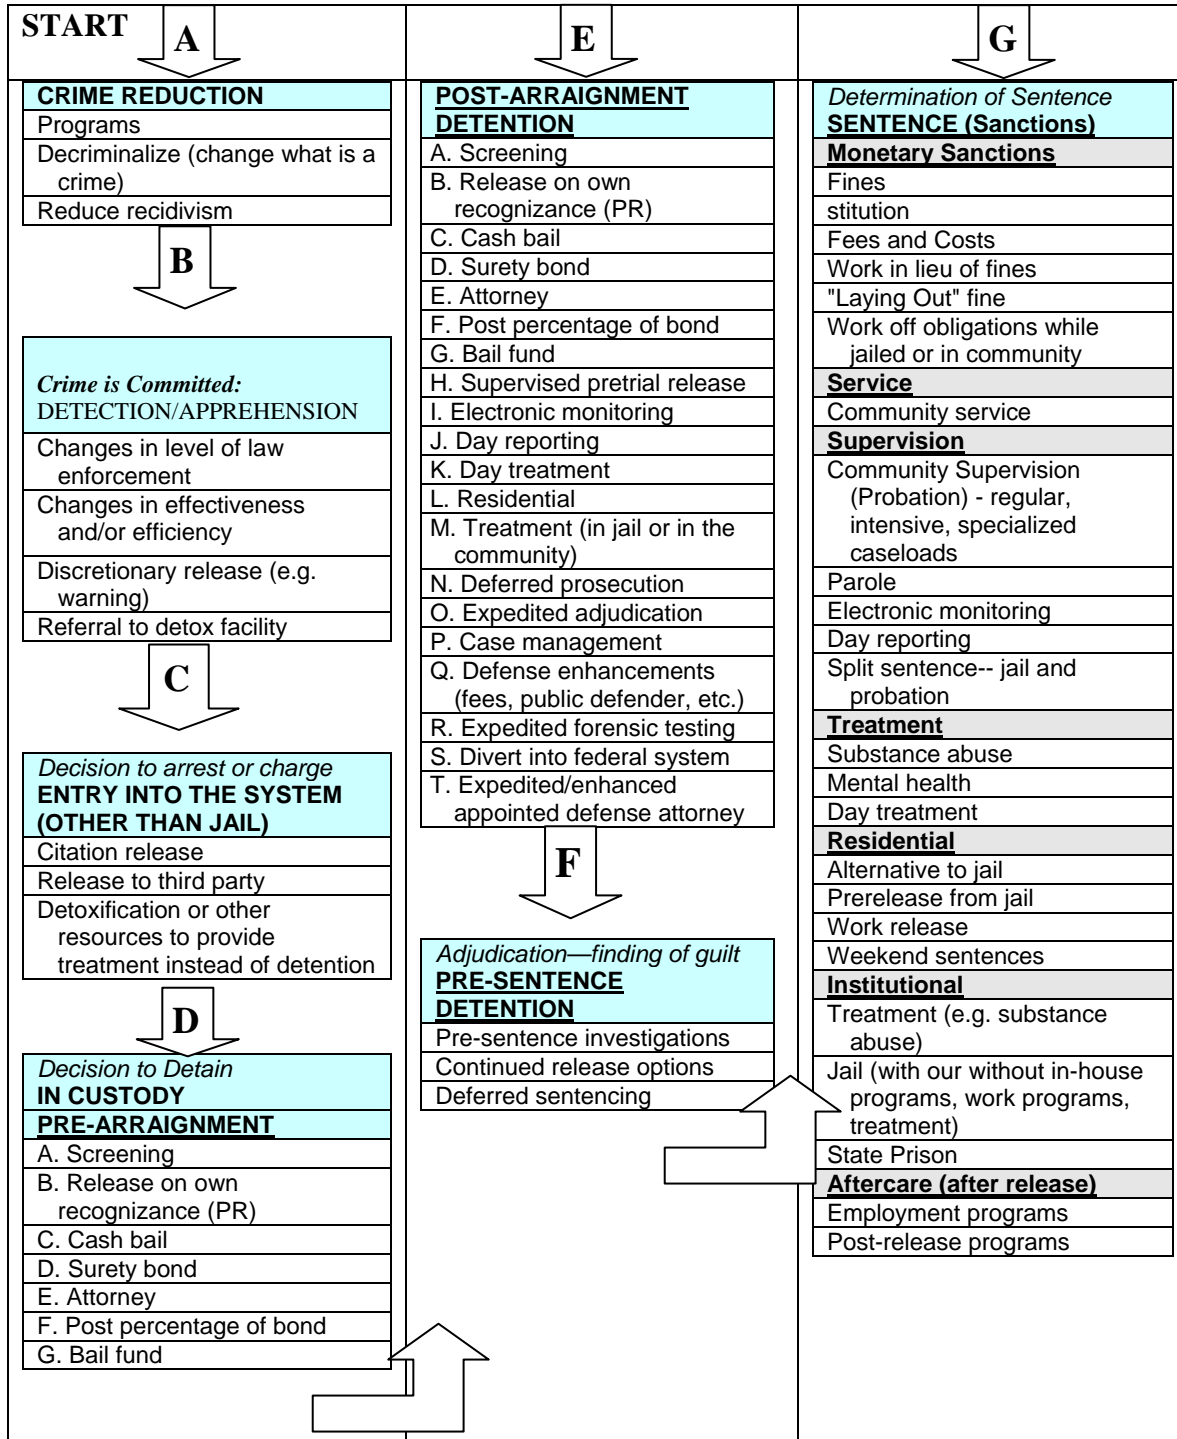 START
A
CRIME REDUCTION
Programs
Decriminalize (change what is a
crime)
Reduce recidivism
B
Crime is Committed:
DETECTION/APPREHENSION
Changes in level of law
enforcement
Changes in effectiveness
and/or efficiency
Discretionary release (e.g.
warning)
Referral to detox facility
C
Decision to arrest or charge
ENTRY INTO THE SYSTEM
(OTHER THAN JAIL)
Citation release
Release to third party
Detoxification or other
resources to provide
treatment instead of detention
D
Decision to Detain
IN CUSTODY
PRE-ARRAIGNMENT
A. Screening
B. Release on own
recognizance (PR)
C. Cash bail
D. Surety bond
E. Attorney
F. Post percentage of bond
G. Bail fund
E
POST-ARRAIGNMENT
DETENTION
A. Screening
B. Release on own
recognizance (PR)
C. Cash bail
D. Surety bond
E. Attorney
F. Post percentage of bond
G. Bail fund
H. Supervised pretrial release
I. Electronic monitoring
J. Day reporting
K. Day treatment
L. Residential
M. Treatment (in jail or in the
community)
N. Deferred prosecution
O. Expedited adjudication
P. Case management
Q. Defense enhancements
(fees, public defender, etc.)
R. Expedited forensic testing
S. Divert into federal system
T. Expedited/enhanced
appointed defense attorney
F
Adjudication—finding of guilt
PRE-SENTENCE
DETENTION
Pre-sentence investigations
Continued release options
Deferred sentencing
G
Determination of Sentence
SENTENCE (Sanctions)
Monetary Sanctions
Fines
stitution
Fees and Costs
Work in lieu of fines
"Laying Out" fine
Work off obligations while
jailed or in community
Service
Community service
Supervision
Community Supervision
(Probation) - regular,
intensive, specialized
caseloads
Parole
Electronic monitoring
Day reporting
Split sentence-- jail and
probation
Treatment
Substance abuse
Mental health
Day treatment
Residential
Alternative to jail
Prerelease from jail
Work release
Weekend sentences
Institutional
Treatment (e.g. substance
abuse)
Jail (with our without in-house
programs, work programs,
treatment)
State Prison
Aftercare (after release)
Employment programs
Post-release programs